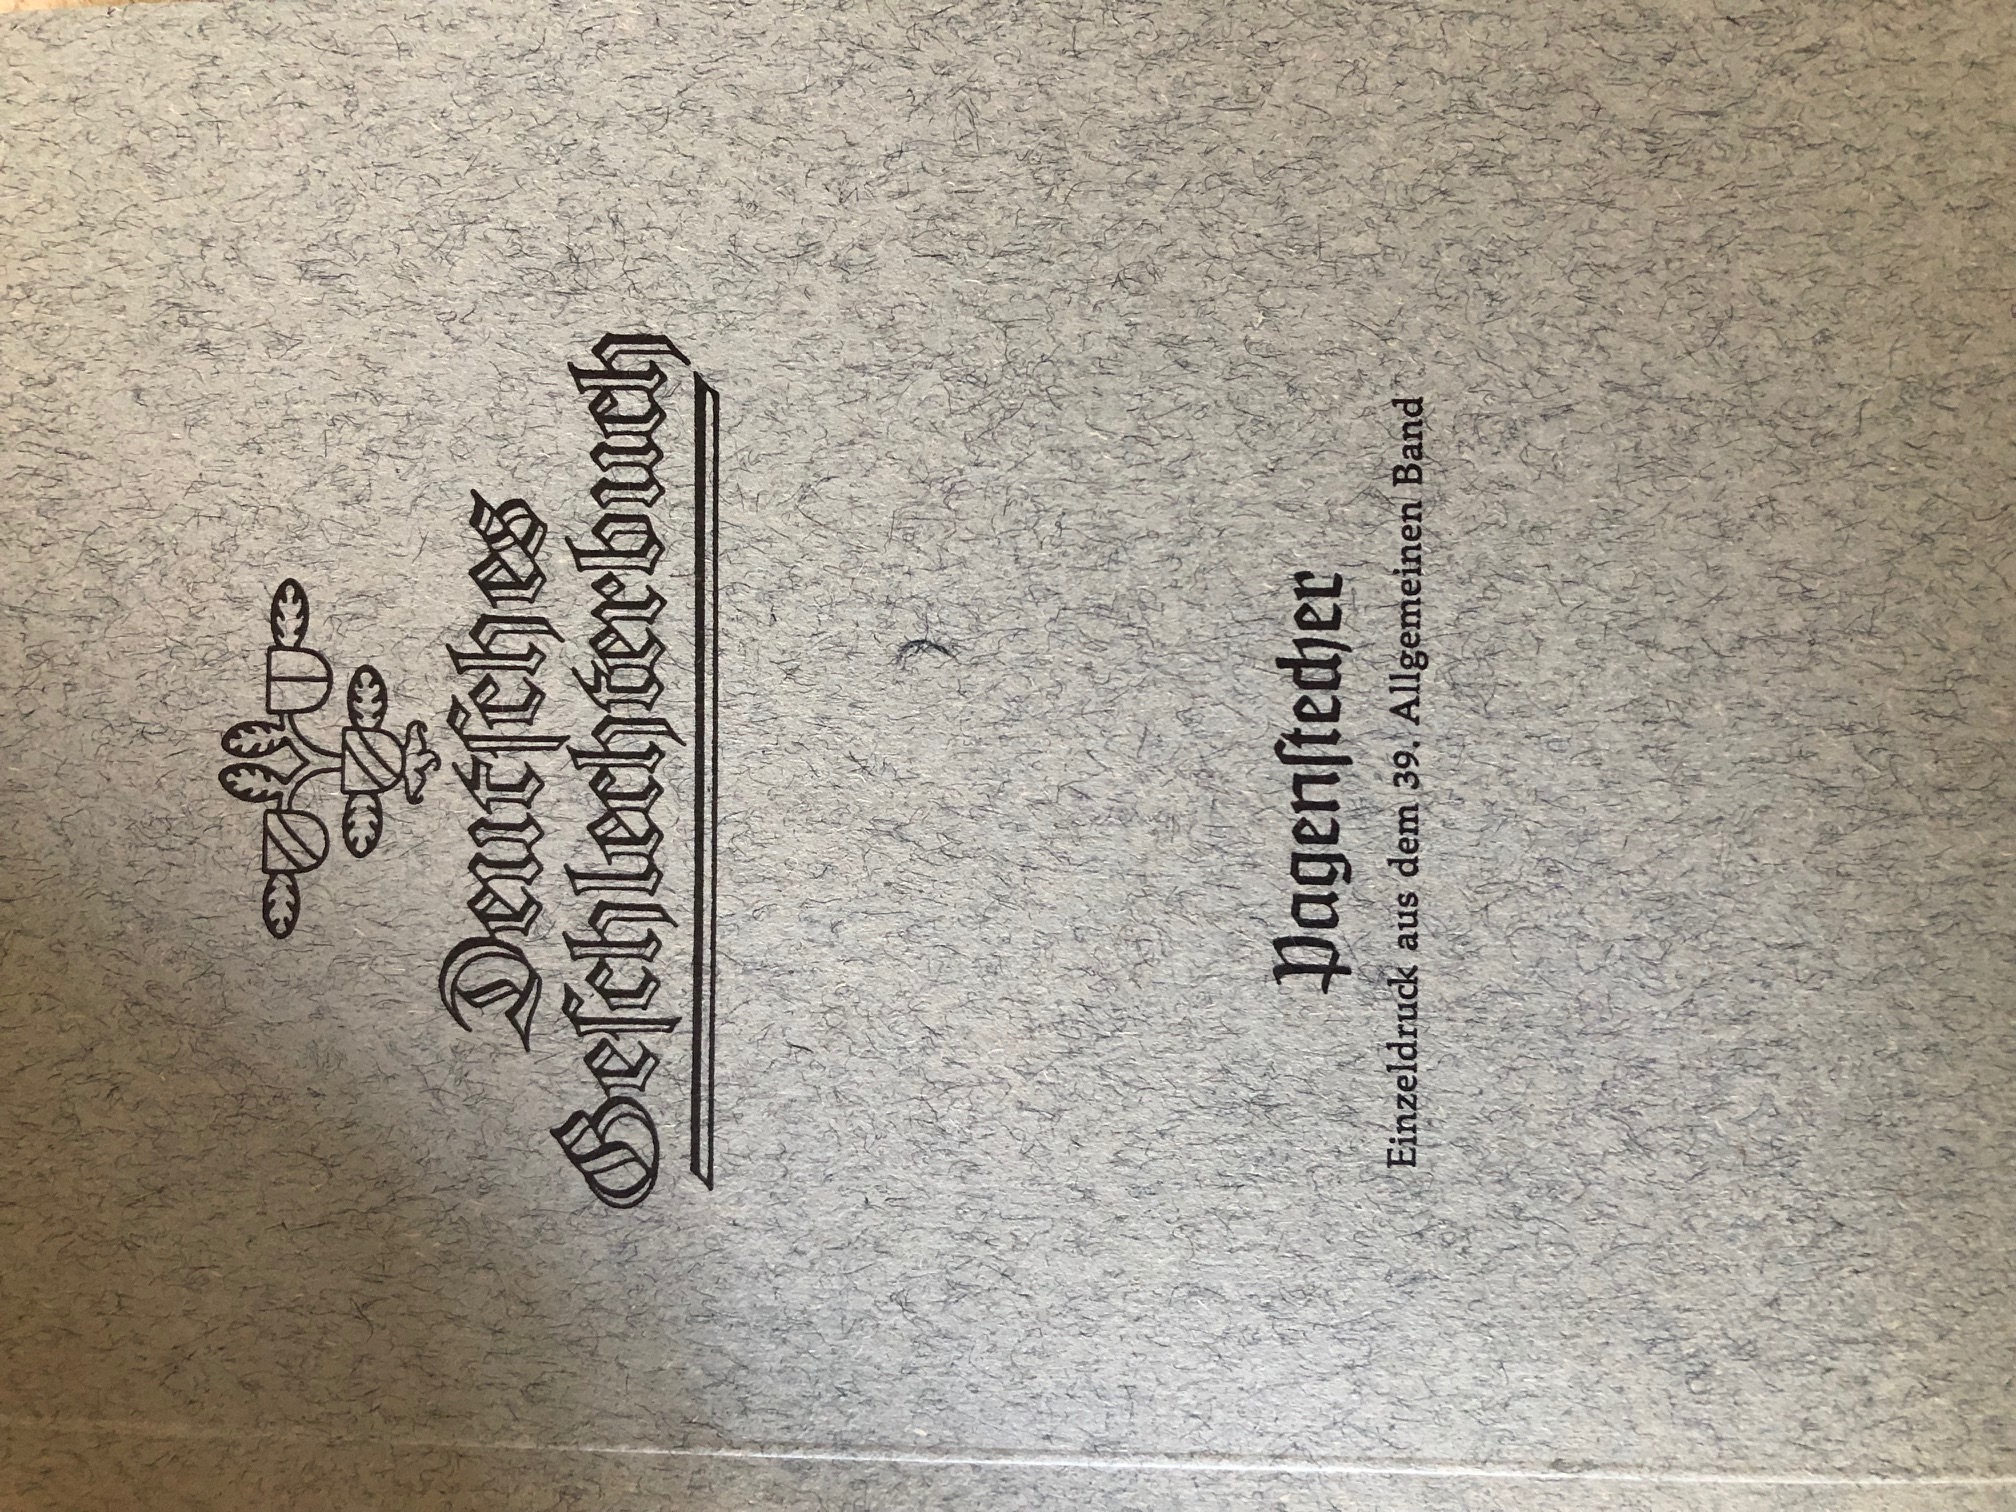 Deutſches
Geſchlechterbuch
Pagenſtecher
Einzeldruck aus dem 39. Allgemeinen Band